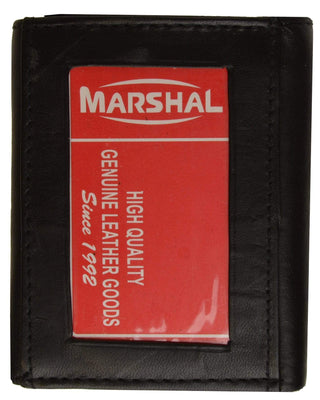 MARSHAL
HIGH QUALITY
GENUINE LEATHER GOODS
Since 1992